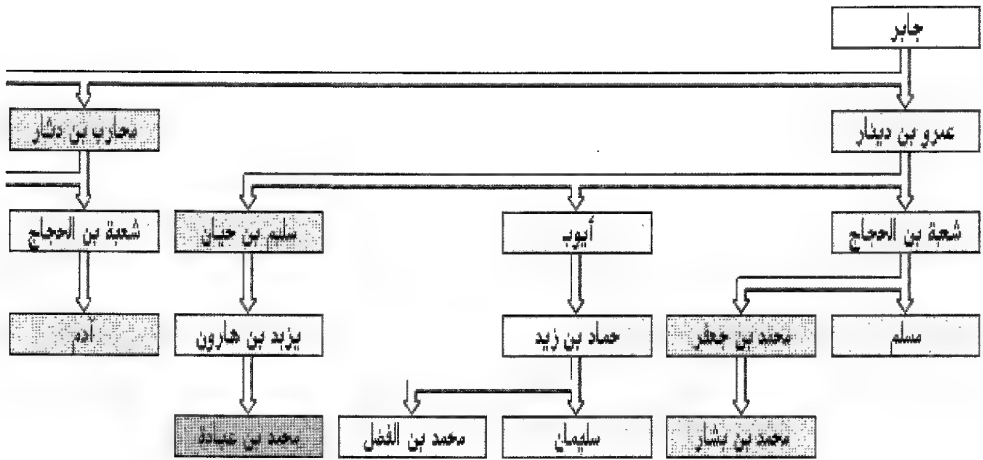 جابر
عمرو بن دينار
محارب بن دثار
شعبة بن الحجاج
أيوب
سليم بن حيان
شعبة بن الحجاج
مسلم
محمد بن جعفر
حماد بن زيد
يزيد بن هارون
آدم
محمد بن بشار
سليمان
محمد بن الفضل
محمد بن عبادة